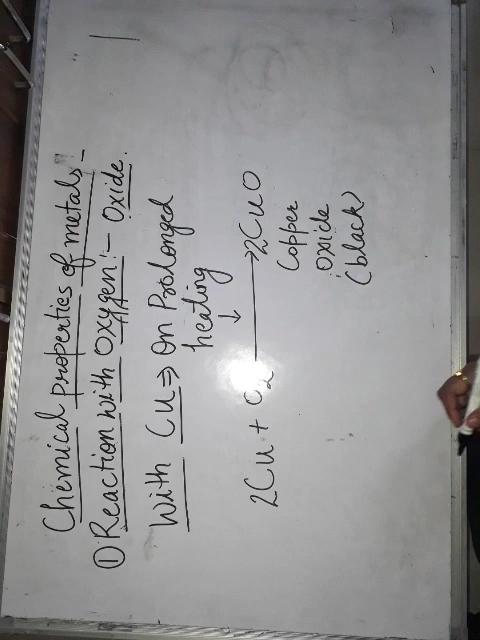 Chemical properties of metals:-
① Reaction with Oxygen:- Oxide.
With Cu ⇒ On Prolonged
heating
↓
2Cu + O₂ ⟶ 2CuO
Copper
oxide
(black)